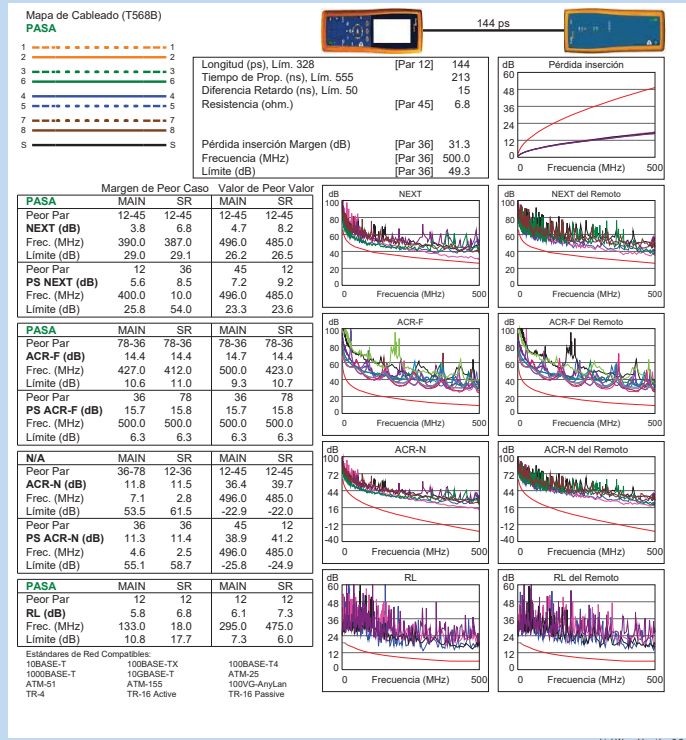 Mapa de Cableado (T568B)
PASA
1 1
2 2
3 3
6 6
4 4
5 5
7 7
8 8
S S
144 ps
Longitud (ps), Lím. 328 [Par 12] 144
Tiempo de Prop. (ns), Lím. 555 213
Diferencia Retardo (ns), Lím. 50 15
Resistencia (ohm.) [Par 45] 6.8
Pérdida inserción Margen (dB) [Par 36] 31.3
Frecuencia (MHz) [Par 36] 500.0
Límite (dB) [Par 36] 49.3
dB Pérdida inserción
60
48
36
24
12
0
0 Frecuencia (MHz) 500
Margen de Peor Caso Valor de Peor Valor
PASA MAIN SR MAIN SR
Peor Par 12-45 12-45 12-45 12-45
NEXT (dB) 3.8 6.8 4.7 8.2
Frec. (MHz) 390.0 387.0 496.0 485.0
Límite (dB) 29.0 29.1 26.2 26.5
Peor Par 12 36 45 12
PS NEXT (dB) 5.6 8.5 7.2 9.2
Frec. (MHz) 400.0 10.0 496.0 485.0
Límite (dB) 25.8 54.0 23.3 23.6
PASA MAIN SR MAIN SR
Peor Par 78-36 78-36 78-36 78-36
ACR-F (dB) 14.4 14.4 14.7 14.4
Frec. (MHz) 427.0 412.0 500.0 423.0
Límite (dB) 10.6 11.0 9.3 10.7
Peor Par 36 78 36 78
PS ACR-F (dB) 15.7 15.8 15.7 15.8
Frec. (MHz) 500.0 500.0 500.0 500.0
Límite (dB) 6.3 6.3 6.3 6.3
N/A MAIN SR MAIN SR
Peor Par 36-78 12-36 12-45 12-45
ACR-N (dB) 11.8 11.5 36.4 39.7
Frec. (MHz) 7.1 2.8 496.0 485.0
Límite (dB) 53.5 61.5 -22.9 -22.0
Peor Par 36 36 45 12
PS ACR-N (dB) 11.3 11.4 38.9 41.2
Frec. (MHz) 4.6 2.5 496.0 485.0
Límite (dB) 55.1 58.7 -25.8 -24.9
PASA MAIN SR MAIN SR
Peor Par 12 12 12 12
RL (dB) 5.8 6.8 6.1 7.3
Frec. (MHz) 133.0 18.0 295.0 475.0
Límite (dB) 10.8 17.7 7.3 6.0
Estándares de Red Compatibles:
10BASE-T 100BASE-TX 100BASE-T4
1000BASE-T 10GBASE-T ATM-25
ATM-51 ATM-155 100VG-AnyLan
TR-4 TR-16 Active TR-16 Passive
dB NEXT
100
80
60
40
20
0
0 Frecuencia (MHz) 500
dB NEXT del Remoto
100
80
60
40
20
0
0 Frecuencia (MHz) 500
dB ACR-F
100
80
60
40
20
0
0 Frecuencia (MHz) 500
dB ACR-F Del Remoto
100
80
60
40
20
0
0 Frecuencia (MHz) 500
dB ACR-N
100
72
44
16
-12
-40
0 Frecuencia (MHz) 500
dB ACR-N del Remoto
100
72
44
16
-12
-40
0 Frecuencia (MHz) 500
dB RL
60
48
36
24
12
0
0 Frecuencia (MHz) 500
dB RL del Remoto
60
48
36
24
12
0
0 Frecuencia (MHz) 500